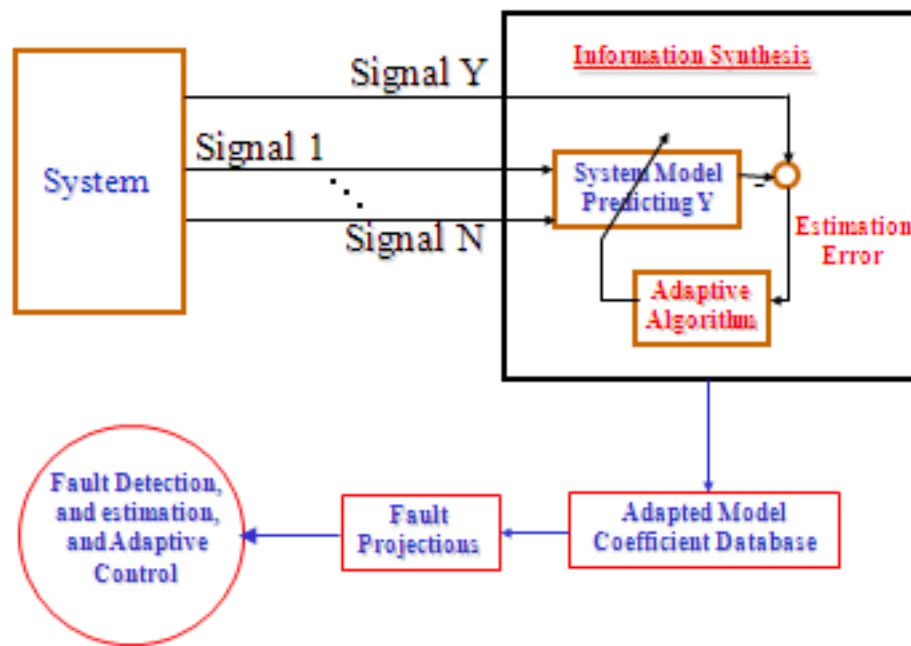 Information Synthesis
Signal Y
Signal 1
System
System Model
Predicting Y
Signal N
Estimation
Error
Adaptive
Algorithm
Fault Detection,
and estimation,
and Adaptive
Control
Fault
Projections
Adapted Model
Coefficient Database